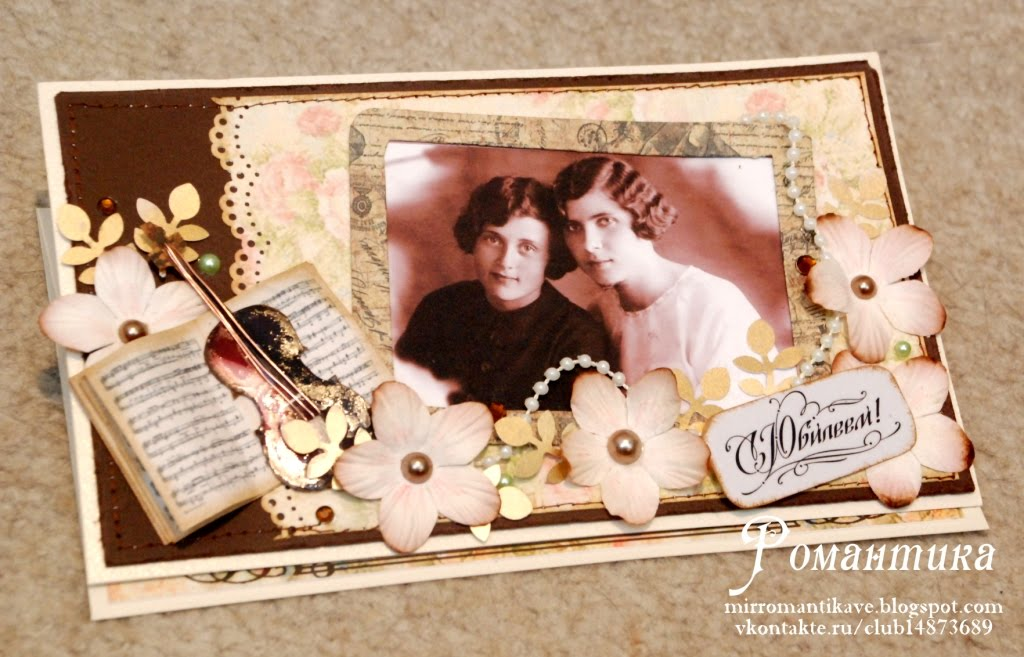 С Юбилеем!
Романтика
mirromantikave.blogspot.com
vkontakte.ru/club14873689